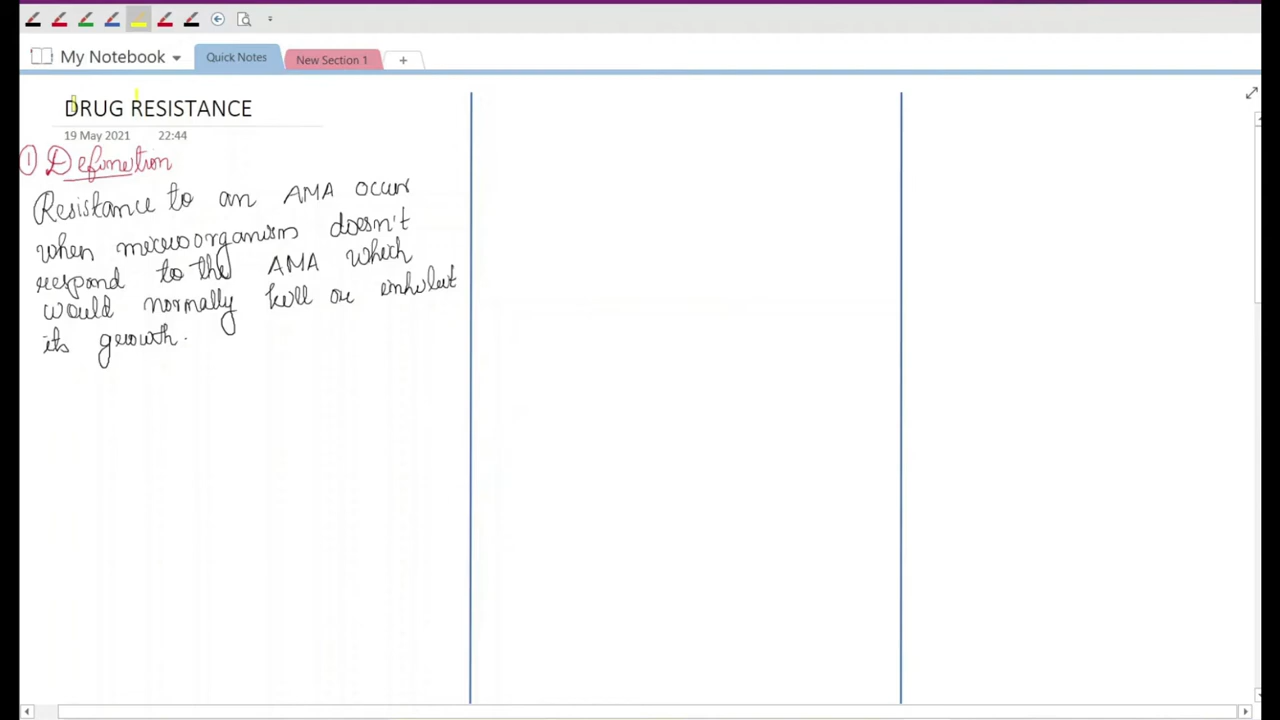 My Notebook
Quick Notes
New Section 1
+
DRUG RESISTANCE
19 May 2021 22:44
① Definetion
Resistance to an AMA occur
when microorganism doesn't
respond to the AMA which
would normally kill or inhibit
its growth.